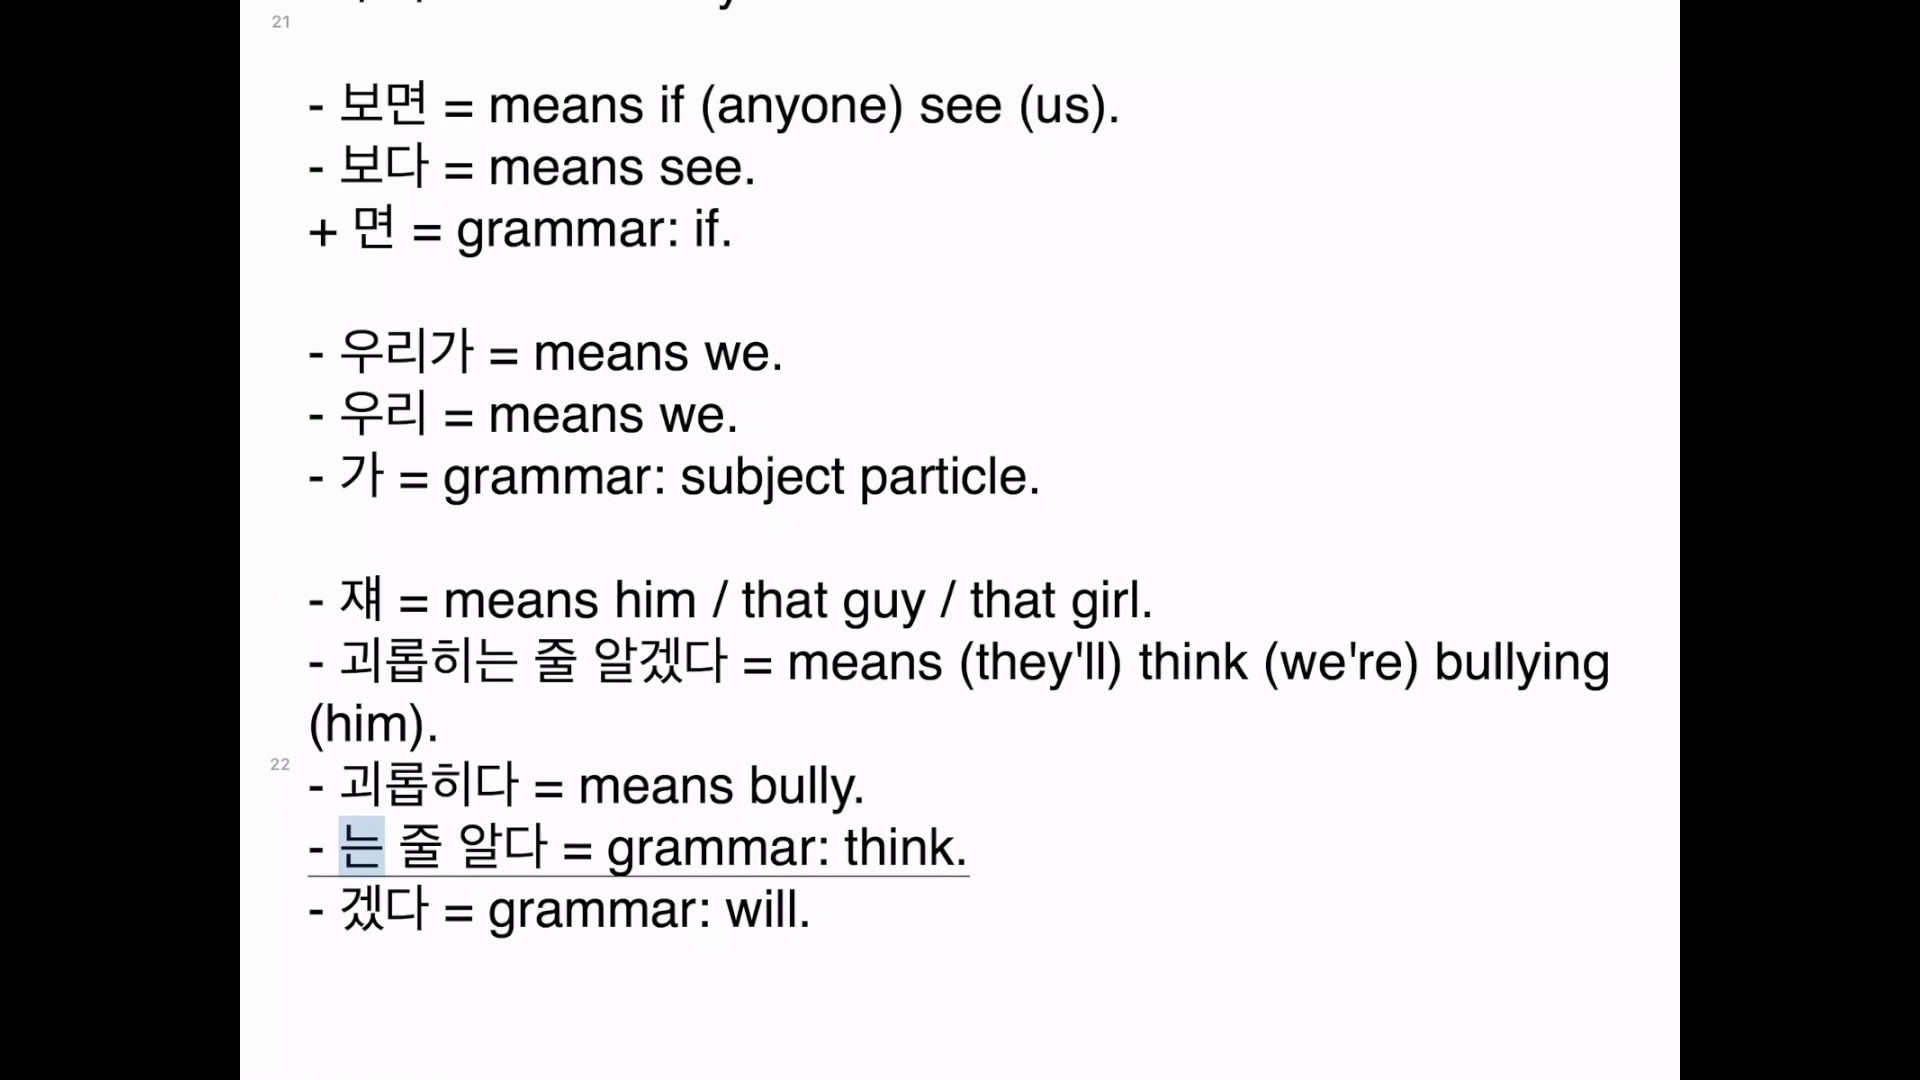 21
- 보면 = means if (anyone) see (us).
- 보다 = means see.
+ 면 = grammar: if.
- 우리가 = means we.
- 우리 = means we.
- 가 = grammar: subject particle.
- 쟤 = means him / that guy / that girl.
- 괴롭히는 줄 알겠다 = means (they'll) think (we're) bullying
(him).
22
- 괴롭히다 = means bully.
- 는 줄 알다 = grammar: think.
- 겠다 = grammar: will.